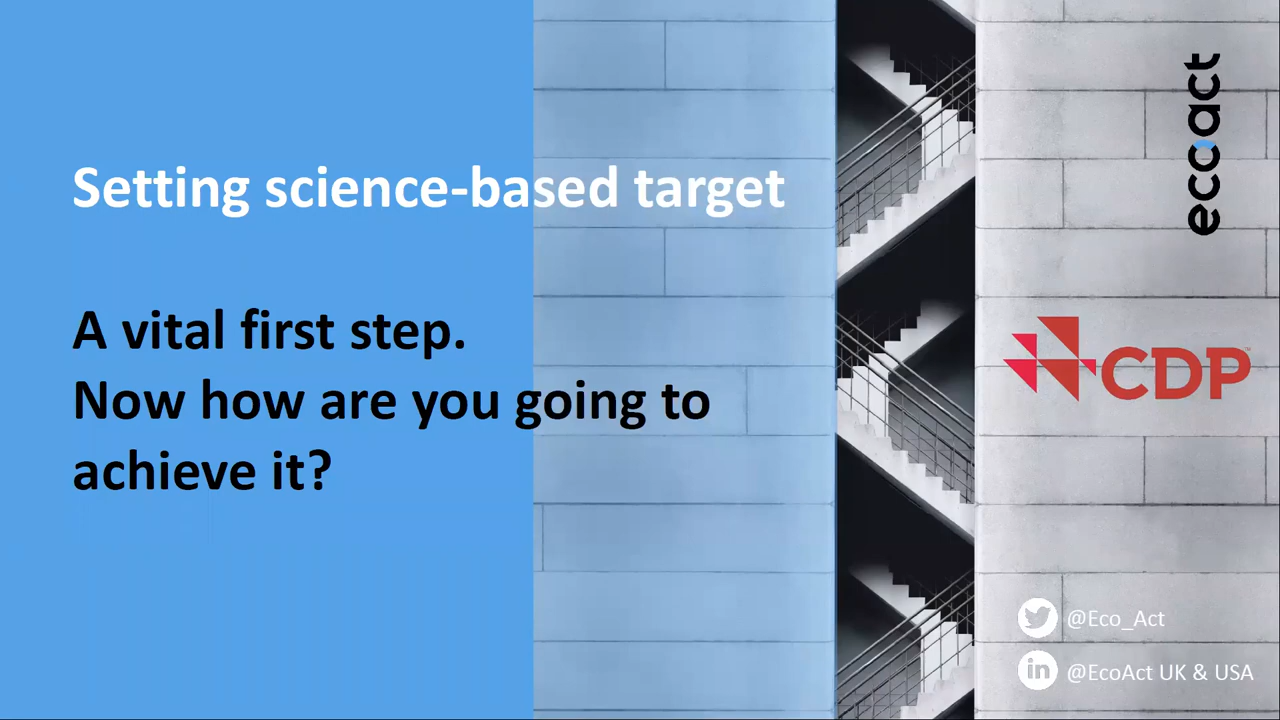 Setting science-based target
A vital first step.
Now how are you going to
achieve it?
ecoact
CDP
@Eco_Act
in @EcoAct UK & USA